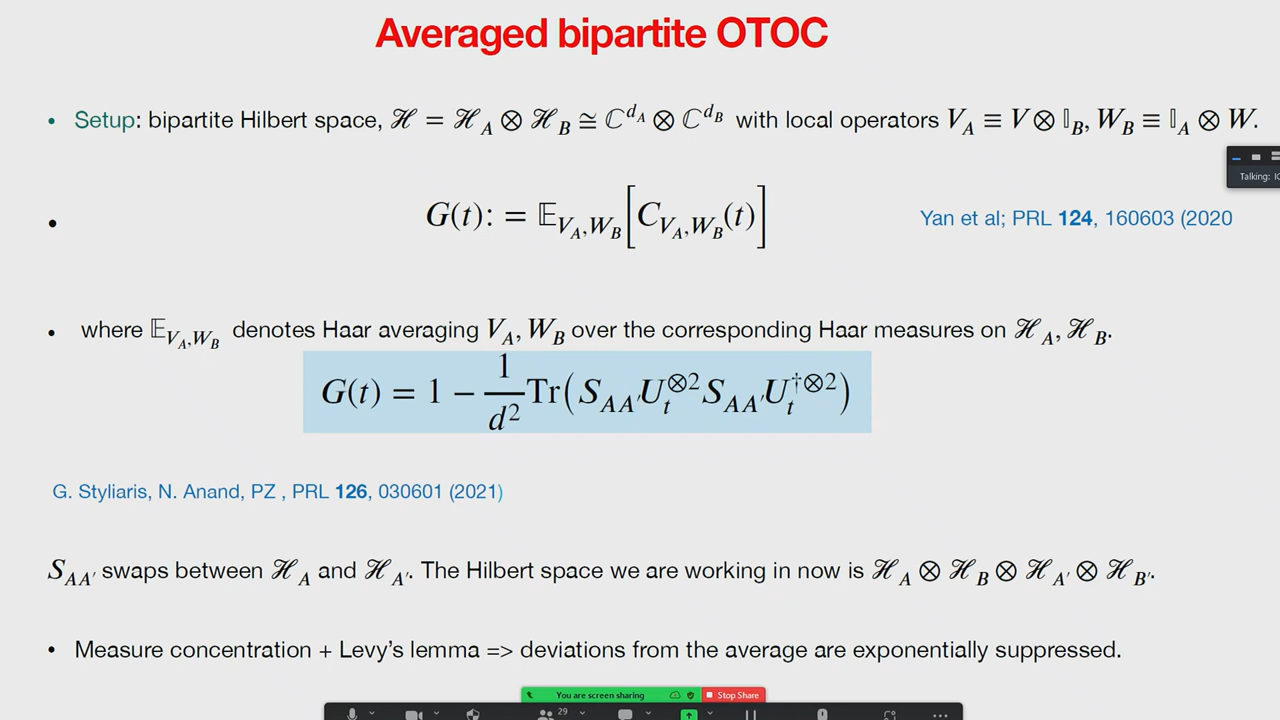 Averaged bipartite OTOC
• Setup: bipartite Hilbert space, ℋ = ℋ_A ⊗ ℋ_B ≅ ℂ^{d_A} ⊗ ℂ^{d_B} with local operators V_A ≡ V ⊗ 𝕀_B, W_B ≡ 𝕀_A ⊗ W.
Talking: IC
• G(t): = 𝔼_{V_A, W_B}[C_{V_A, W_B}(t)] Yan et al; PRL 124, 160603 (2020
• where 𝔼_{V_A, W_B} denotes Haar averaging V_A, W_B over the corresponding Haar measures on ℋ_A, ℋ_B.
G(t) = 1 − \frac{1}{d^2} Tr(S_{AA'} U_t^{⊗2} S_{AA'} U_t^{†⊗2})
G. Styliaris, N. Anand, PZ , PRL 126, 030601 (2021)
S_{AA'} swaps between ℋ_A and ℋ_{A'}. The Hilbert space we are working in now is ℋ_A ⊗ ℋ_B ⊗ ℋ_{A'} ⊗ ℋ_{B'}.
• Measure concentration + Levy's lemma => deviations from the average are exponentially suppressed.
You are screen sharing Stop Share
29